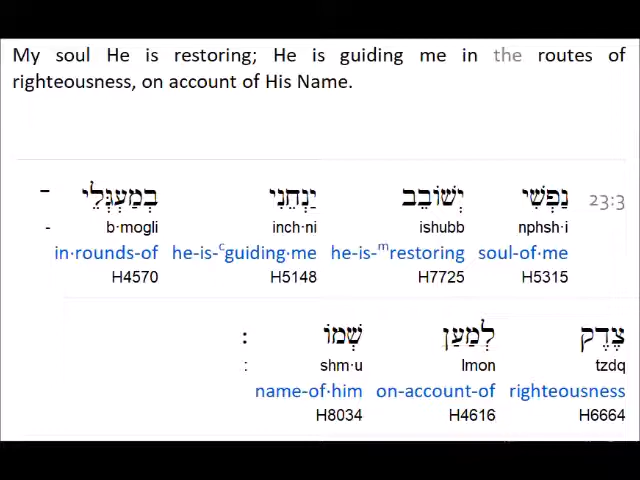 My soul He is restoring; He is guiding me in the routes of
righteousness, on account of His Name.
23:3 נַפְשִׁי יְשׁוֹבֵב יַנְחֵנִי בְמַעְגְּלֵי –
nphsh·i ishubb inch·ni b·mogli -
soul-of·me he-is-ᵐrestoring he-is-ᶜguiding·me in·rounds-of
H5315 H7725 H5148 H4570
צֶדֶק לְמַעַן שְׁמוֹ :
tzdq lmon shm·u :
righteousness on-account-of name-of·him
H6664 H4616 H8034